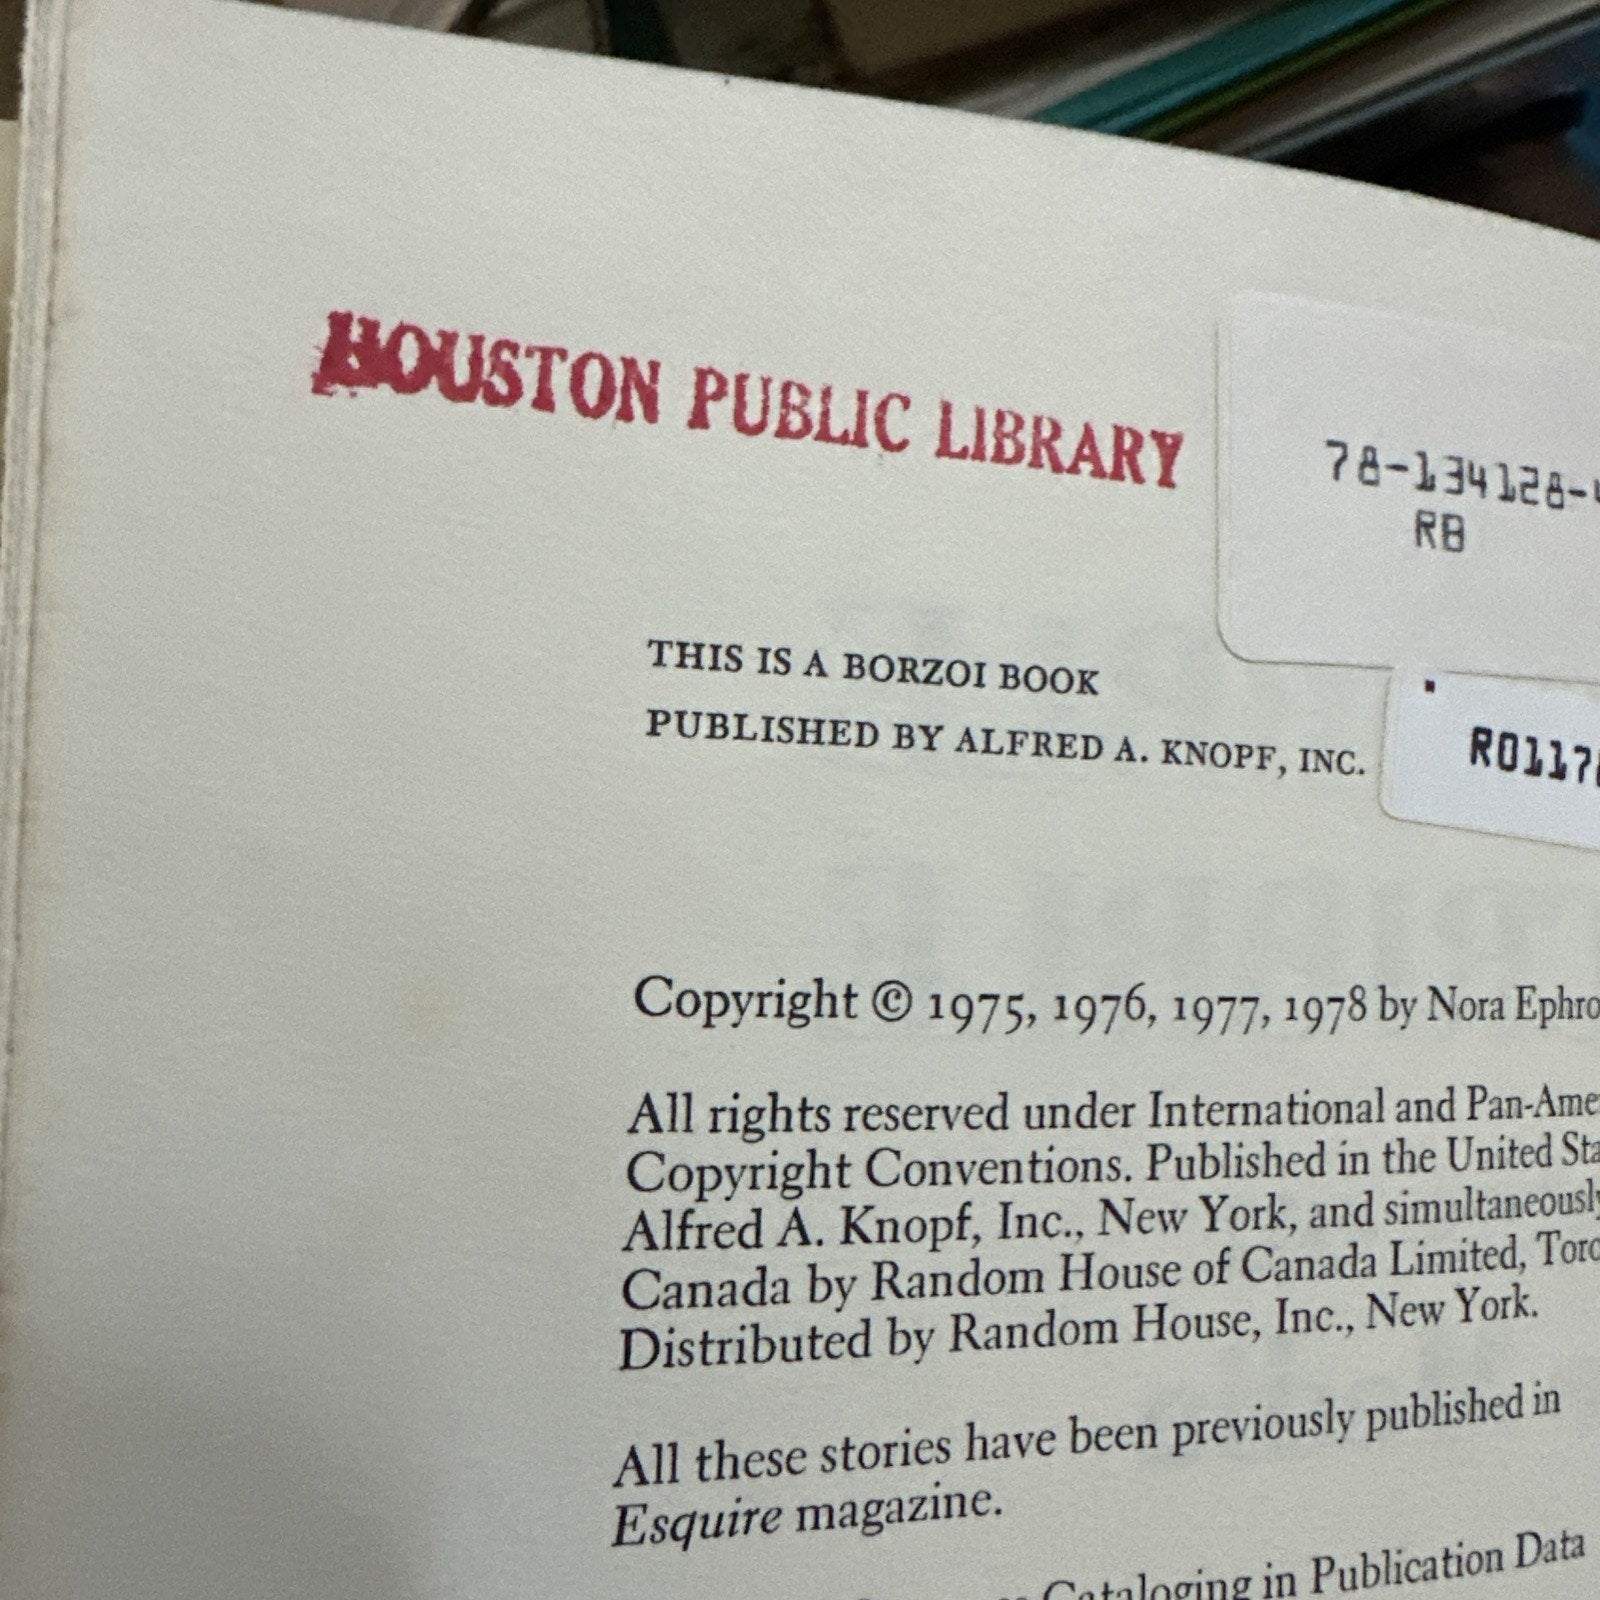 HOUSTON PUBLIC LIBRARY
78-134128-
RB
THIS IS A BORZOI BOOK
PUBLISHED BY ALFRED A. KNOPF, INC.
R0117
Copyright © 1975, 1976, 1977, 1978 by Nora Ephro
All rights reserved under International and Pan-Ame
Copyright Conventions. Published in the United Sta
Alfred A. Knopf, Inc., New York, and simultaneously
Canada by Random House of Canada Limited, Toro
Distributed by Random House, Inc., New York.
All these stories have been previously published in
Esquire magazine.
Cataloging in Publication Data